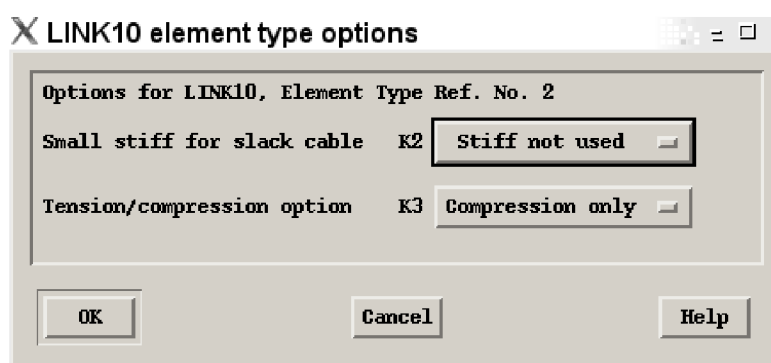 LINK10 element type options
Options for LINK10, Element Type Ref. No. 2
Small stiff for slack cable K2 Stiff not used
Tension/compression option K3 Compression only
OK Cancel Help